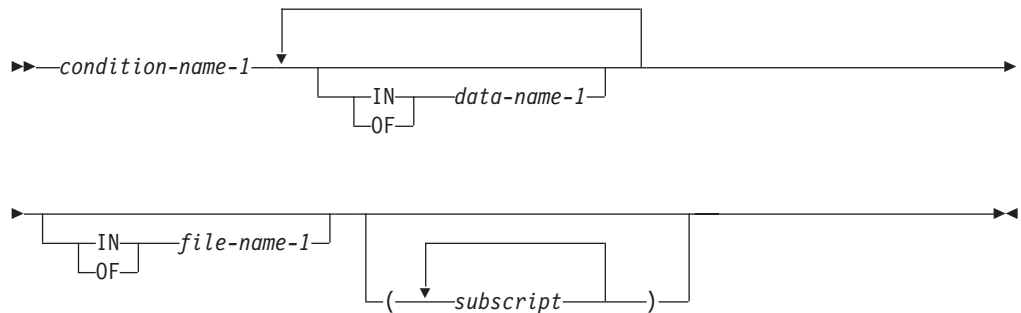 condition-name-1
IN data-name-1
OF
IN file-name-1
OF
( subscript )